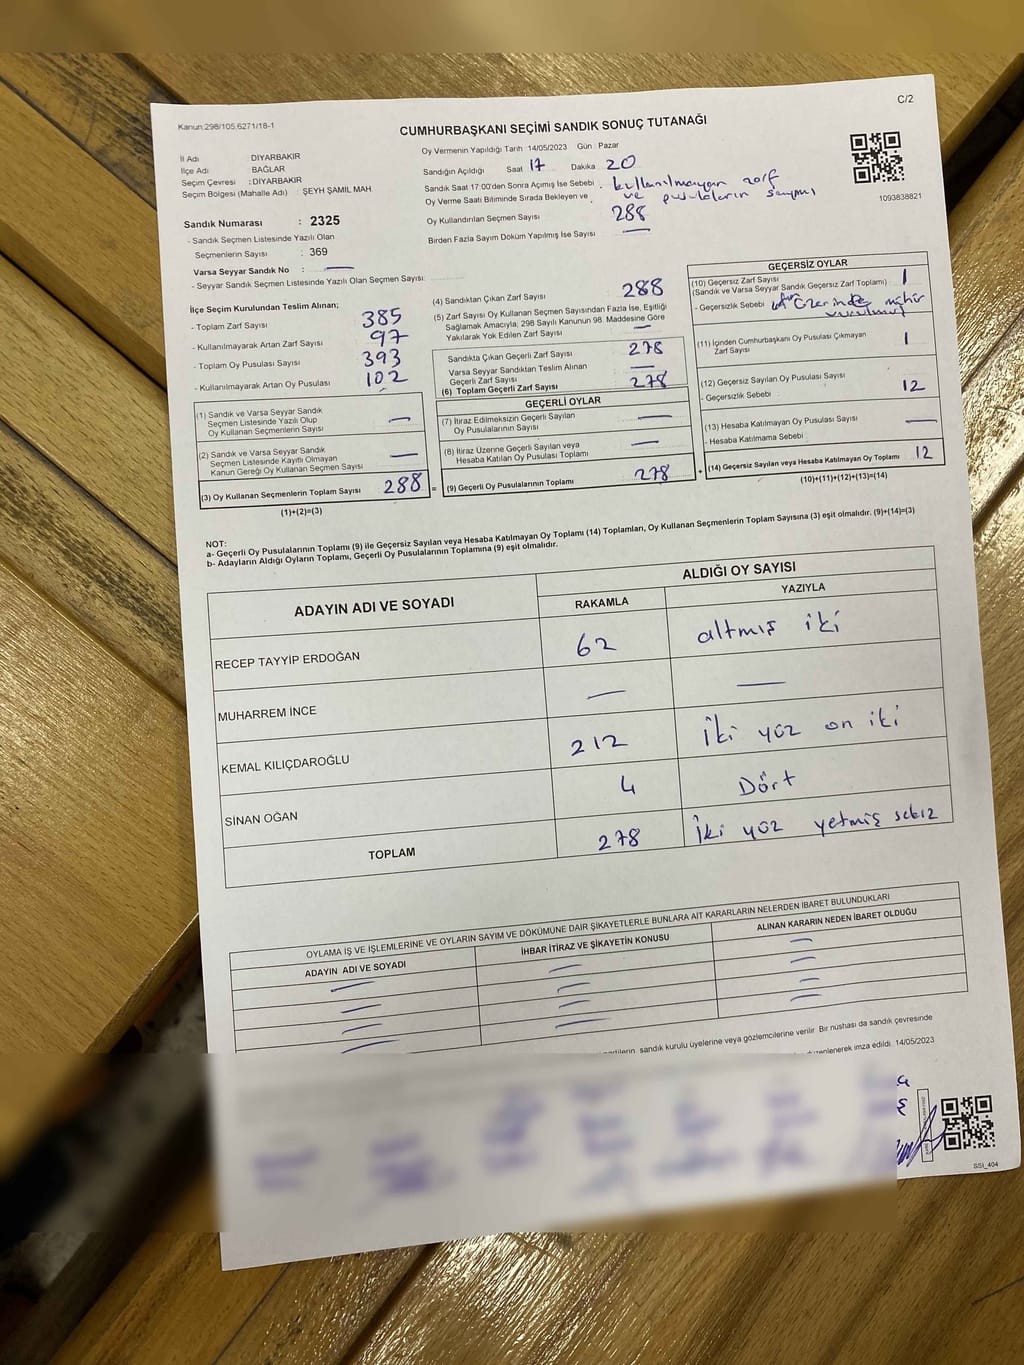 Kanun:298/105,6271/18-1
C/2
CUMHURBAŞKANI SEÇİMİ SANDIK SONUÇ TUTANAĞI
İl Adı : DİYARBAKIR
İlçe Adı : BAĞLAR
Seçim Çevresi : DİYARBAKIR
Seçim Bölgesi (Mahalle Adı) : ŞEYH ŞAMİL MAH
Sandık Numarası : 2325
- Sandık Seçmen Listesinde Yazılı Olan
Seçmenlerin Sayısı : 369
Varsa Seyyar Sandık No : —
- Seyyar Sandık Seçmen Listesinde Yazılı Olan Seçmen Sayısı:
Oy Vermenin Yapıldığı Tarih :14/05/2023 Gün : Pazar
Sandığın Açıldığı Saat 17 Dakika 20
Sandık Saat 17:00'den Sonra Açımış İse Sebebi : kullanılmayan zarf
Oy Verme Saati Bitiminde Sırada Bekleyen ve : ve pusulaların sayımı
Oy Kullandırılan Seçmen Sayısı 288
Birden Fazla Sayım Döküm Yapılmış İse Sayısı —
1093838821
İlçe Seçim Kurulundan Teslim Alınan;
- Toplam Zarf Sayısı 385
- Kullanılmayarak Artan Zarf Sayısı 97
- Toplam Oy Pusulası Sayısı 393
- Kullanılmayarak Artan Oy Pusulası 102
(1) Sandık ve Varsa Seyyar Sandık
Seçmen Listesinde Yazılı Olup
Oy Kullanan Seçmenlerin Sayısı —
(2) Sandık ve Varsa Seyyar Sandık
Seçmen Listesinde Kayıtlı Olmayan
Kanun Gereği Oy Kullanan Seçmen Sayısı —
(3) Oy Kullanan Seçmenlerin Toplam Sayısı 288 =
(1)+(2)=(3)
(4) Sandıktan Çıkan Zarf Sayısı 288
(5) Zarf Sayısı Oy Kullanan Seçmen Sayısından Fazla İse, Eşitliği
Sağlamak Amacıyla, 298 Sayılı Kanunun 98. Maddesine Göre
Yakılarak Yok Edilen Zarf Sayısı —
Sandıkta Çıkan Geçerli Zarf Sayısı 278
Varsa Seyyar Sandıktan Teslim Alınan
Geçerli Zarf Sayısı —
(6) Toplam Geçerli Zarf Sayısı 278
GEÇERLİ OYLAR
(7) İtiraz Edilmeksizin Geçerli Sayılan
Oy Pusulalarının Sayısı —
(8) İtiraz Üzerine Geçerli Sayılan veya
Hesaba Katılan Oy Pusulası Toplamı —
(9) Geçerli Oy Pusulalarının Toplamı 278 +
GEÇERSİZ OYLAR
(10) Geçersiz Zarf Sayısı 1
(Sandık ve Varsa Seyyar Sandık Geçersiz Zarf Toplamı)
- Geçersizlik Sebebi : üzerinde mühür
vurulmuş
(11) İçinden Cumhurbaşkanı Oy Pusulası Çıkmayan
Zarf Sayısı 1
(12) Geçersiz Sayılan Oy Pusulası Sayısı 12
- Geçersizlik Sebebi :
(13) Hesaba Katılmayan Oy Pusulası Sayısı —
- Hesaba Katılmama Sebebi :
(14) Geçersiz Sayılan veya Hesaba Katılmayan Oy Toplamı 12
(10)+(11)+(12)+(13)=(14)
NOT:
a- Geçerli Oy Pusulalarının Toplamı (9) ile Geçersiz Sayılan veya Hesaba Katılmayan Oy Toplamı (14) Toplamları, Oy Kullanan Seçmenlerin Toplam Sayısına (3) eşit olmalıdır. (9)+(14)=(3)
b- Adayların Aldığı Oyların Toplamı, Geçerli Oy Pusulalarının Toplamına (9) eşit olmalıdır.
ADAYIN ADI VE SOYADI
ALDIĞI OY SAYISI
RAKAMLA YAZIYLA
RECEP TAYYİP ERDOĞAN 62 altmış iki
MUHARREM İNCE — —
KEMAL KILIÇDAROĞLU 212 İki yüz on iki
SİNAN OĞAN 4 Dört
TOPLAM 278 İki yüz yetmiş sekiz
OYLAMA İŞ VE İŞLEMLERİNE VE OYLARIN SAYIM VE DÖKÜMÜNE DAİR ŞİKAYETLERLE BUNLARA AİT KARARLARIN NELERDEN İBARET BULUNDUKLARI
ADAYIN ADI VE SOYADI İHBAR İTİRAZ VE ŞİKAYETİN KONUSU ALINAN KARARIN NEDEN İBARET OLDUĞU
— — —
— — —
— — —
— — —
sandık kurulu üyelerine veya gözlemcilerine verilir. Bir nüshası da sandık çevresinde
imza edildi. 14/05/2023
SSİ_404